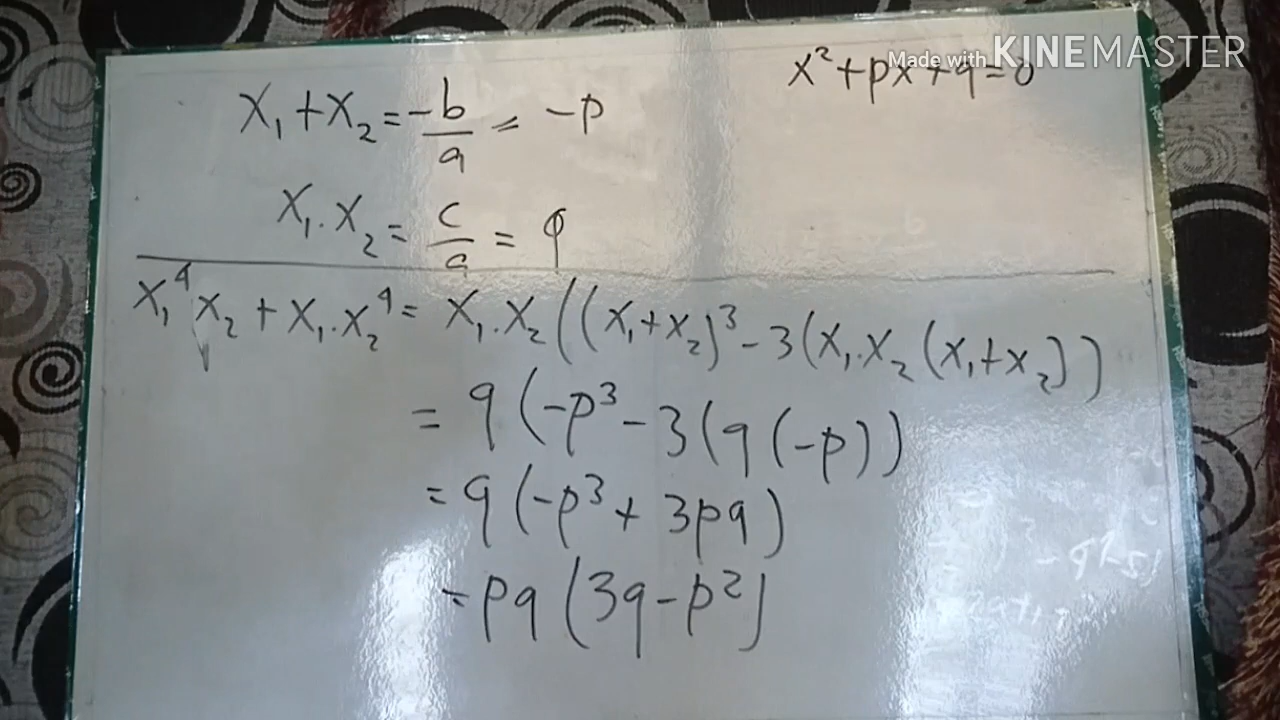 Made with KINEMASTER
x²+px+q=0
X₁+X₂=-b/a = -p
X₁.X₂=c/a=q
X₁⁴X₂+X₁.X₂⁴=X₁.X₂((X₁+X₂)³-3(X₁.X₂(X₁+X₂))
=q(-p³-3(q(-p))
=q(-p³+3pq)
=pq(3q-p²)